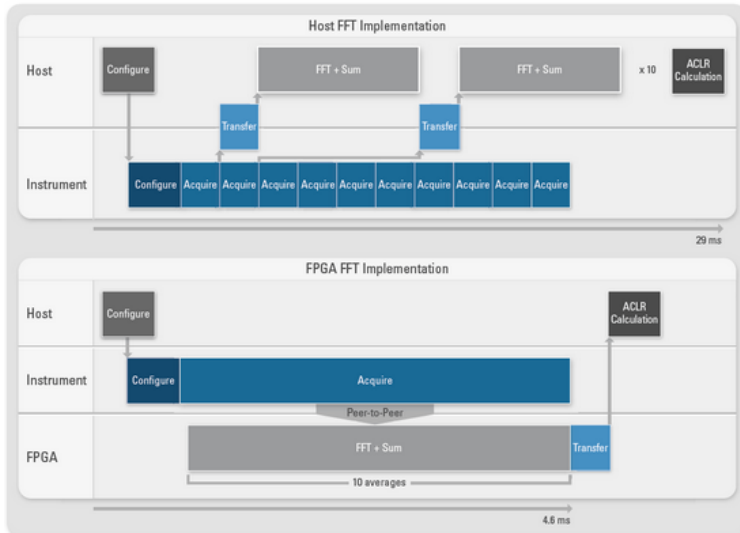 Host FFT Implementation
Host
Configure
FFT + Sum
FFT + Sum
x 10
ACLR
Calculation
Transfer
Transfer
Instrument
Configure
Acquire
Acquire
Acquire
Acquire
Acquire
Acquire
Acquire
Acquire
Acquire
Acquire
29 ms
FPGA FFT Implementation
Host
Configure
ACLR
Calculation
Instrument
Configure
Acquire
Peer-to-Peer
FPGA
FFT + Sum
Transfer
10 averages
4.6 ms